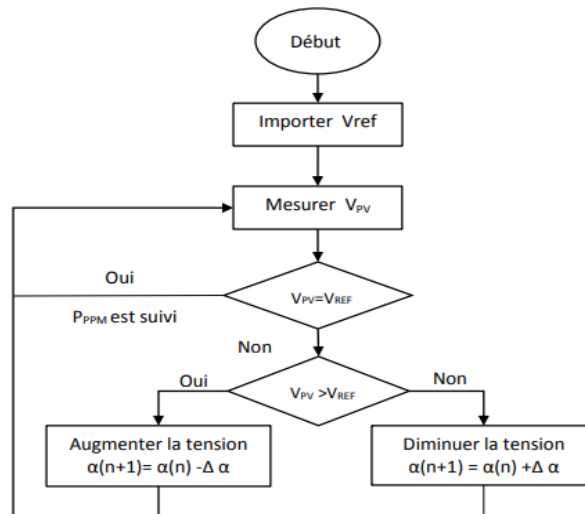 Début
Importer Vref
Mesurer VPV
Oui
VPV=VREF
PPPM est suivi
Non
Oui
VPV >VREF
Non
Augmenter la tension
α(n+1)= α(n) -Δ α
Diminuer la tension
α(n+1) = α(n) +Δ α